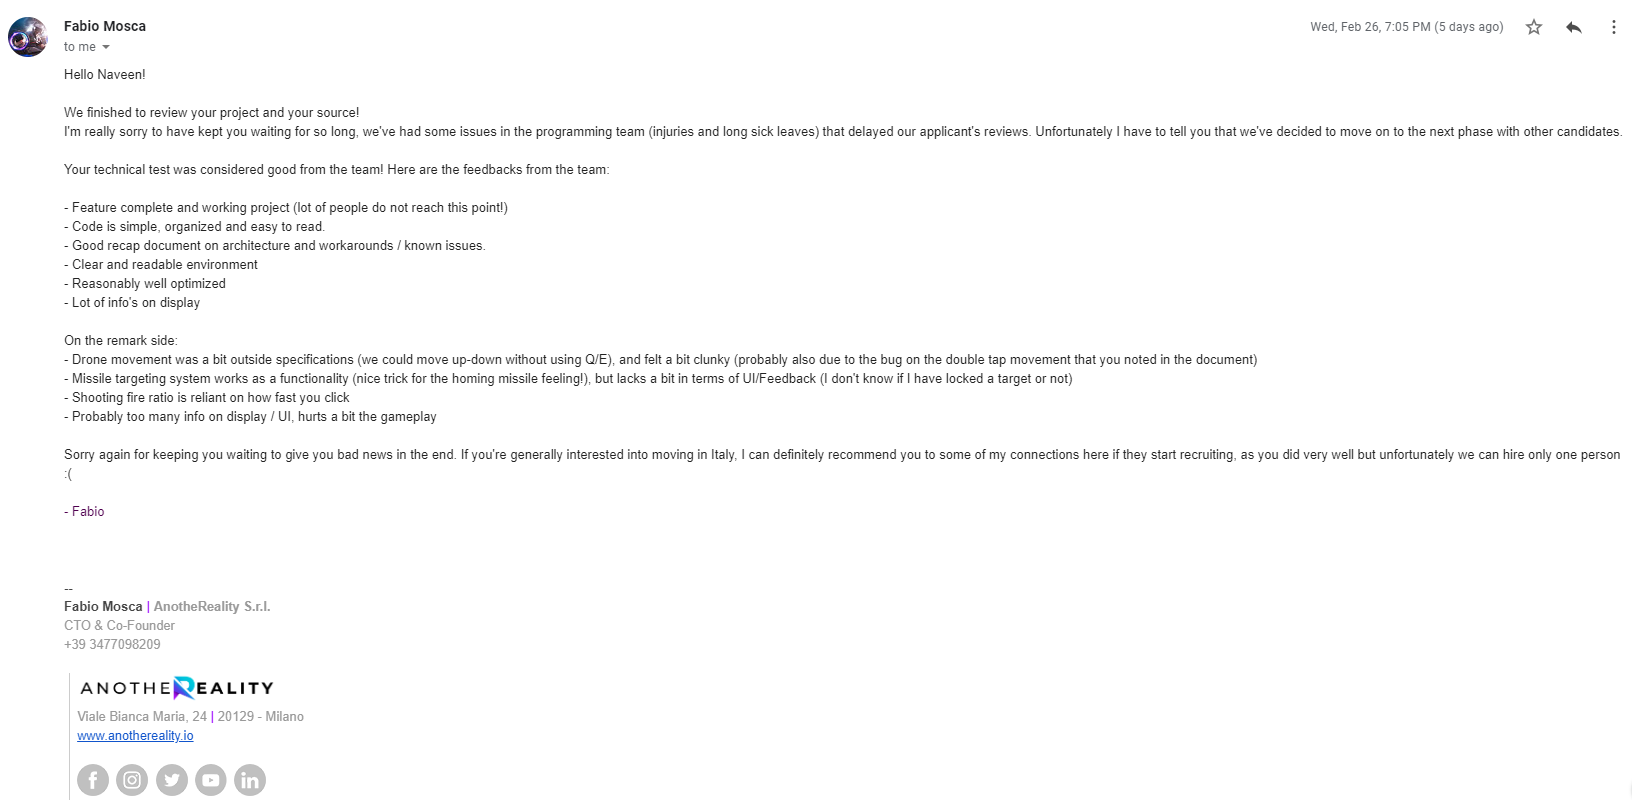 Fabio Mosca
Wed, Feb 26, 7:05 PM (5 days ago)
to me
Hello Naveen!
We finished to review your project and your source!
I'm really sorry to have kept you waiting for so long, we've had some issues in the programming team (injuries and long sick leaves) that delayed our applicant's reviews. Unfortunately I have to tell you that we've decided to move on to the next phase with other candidates.
Your technical test was considered good from the team! Here are the feedbacks from the team:
- Feature complete and working project (lot of people do not reach this point!)
- Code is simple, organized and easy to read.
- Good recap document on architecture and workarounds / known issues.
- Clear and readable environment
- Reasonably well optimized
- Lot of info's on display
On the remark side:
- Drone movement was a bit outside specifications (we could move up-down without using Q/E), and felt a bit clunky (probably also due to the bug on the double tap movement that you noted in the document)
- Missile targeting system works as a functionality (nice trick for the homing missile feeling!), but lacks a bit in terms of UI/Feedback (I don't know if I have locked a target or not)
- Shooting fire ratio is reliant on how fast you click
- Probably too many info on display / UI, hurts a bit the gameplay
Sorry again for keeping you waiting to give you bad news in the end. If you're generally interested into moving in Italy, I can definitely recommend you to some of my connections here if they start recruiting, as you did very well but unfortunately we can hire only one person
:(
- Fabio
--
Fabio Mosca | AnotheReality S.r.l.
CTO & Co-Founder
+39 3477098209
ANOTHEREALITY
Viale Bianca Maria, 24 | 20129 - Milano
www.anothereality.io